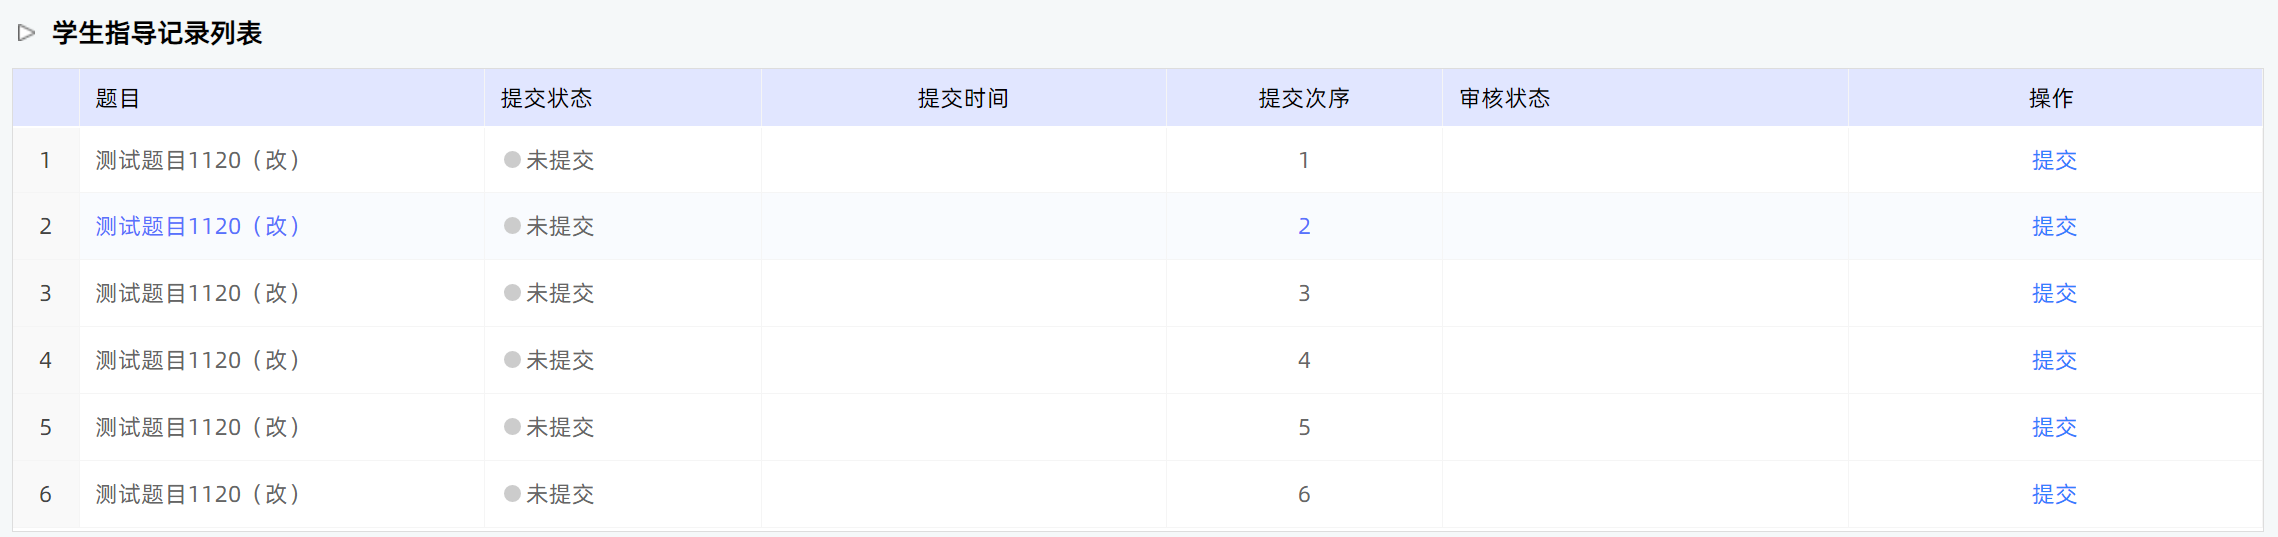 学生指导记录列表
题目 提交状态 提交时间 提交次序 审核状态 操作
1 测试题目1120（改） 未提交 1 提交
2 测试题目1120（改） 未提交 2 提交
3 测试题目1120（改） 未提交 3 提交
4 测试题目1120（改） 未提交 4 提交
5 测试题目1120（改） 未提交 5 提交
6 测试题目1120（改） 未提交 6 提交